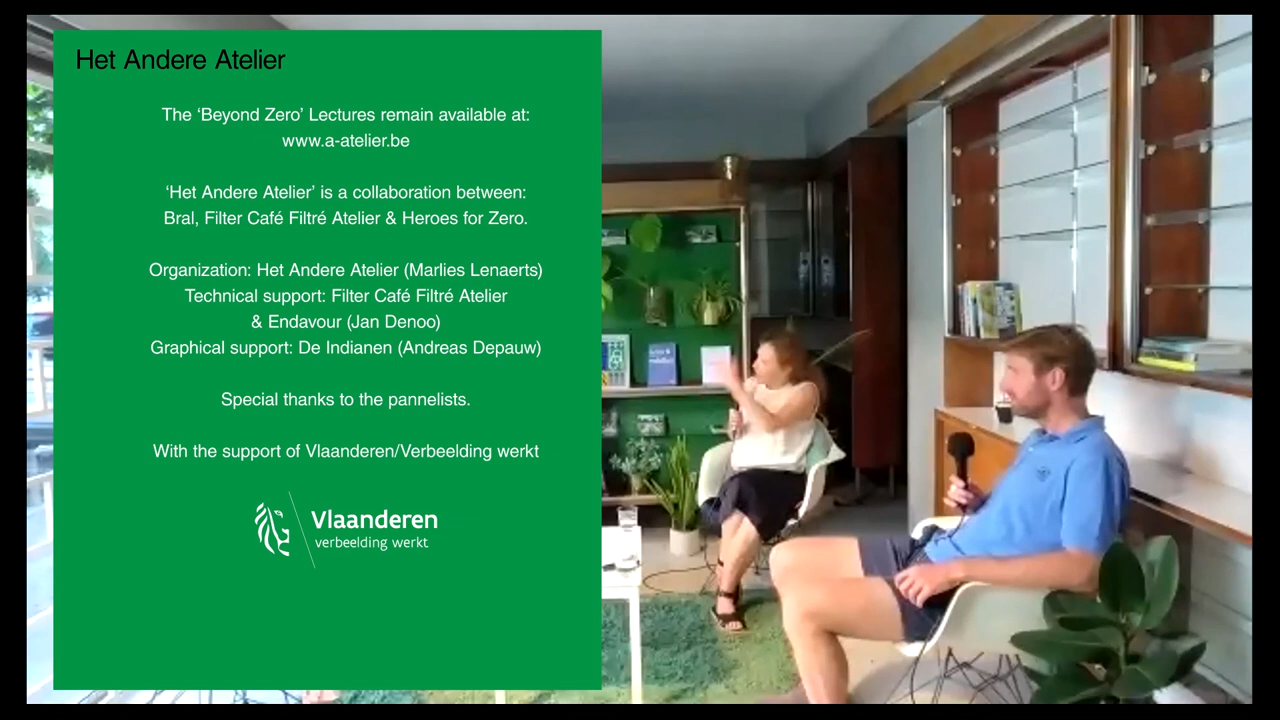 Het Andere Atelier
The ‘Beyond Zero’ Lectures remain available at:
www.a-atelier.be
‘Het Andere Atelier’ is a collaboration between:
Bral, Filter Café Filtré Atelier & Heroes for Zero.
Organization: Het Andere Atelier (Marlies Lenaerts)
Technical support: Filter Café Filtré Atelier
& Endavour (Jan Denoo)
Graphical support: De Indianen (Andreas Depauw)
Special thanks to the pannelists.
With the support of Vlaanderen/Verbeelding werkt
Vlaanderen
verbeelding werkt